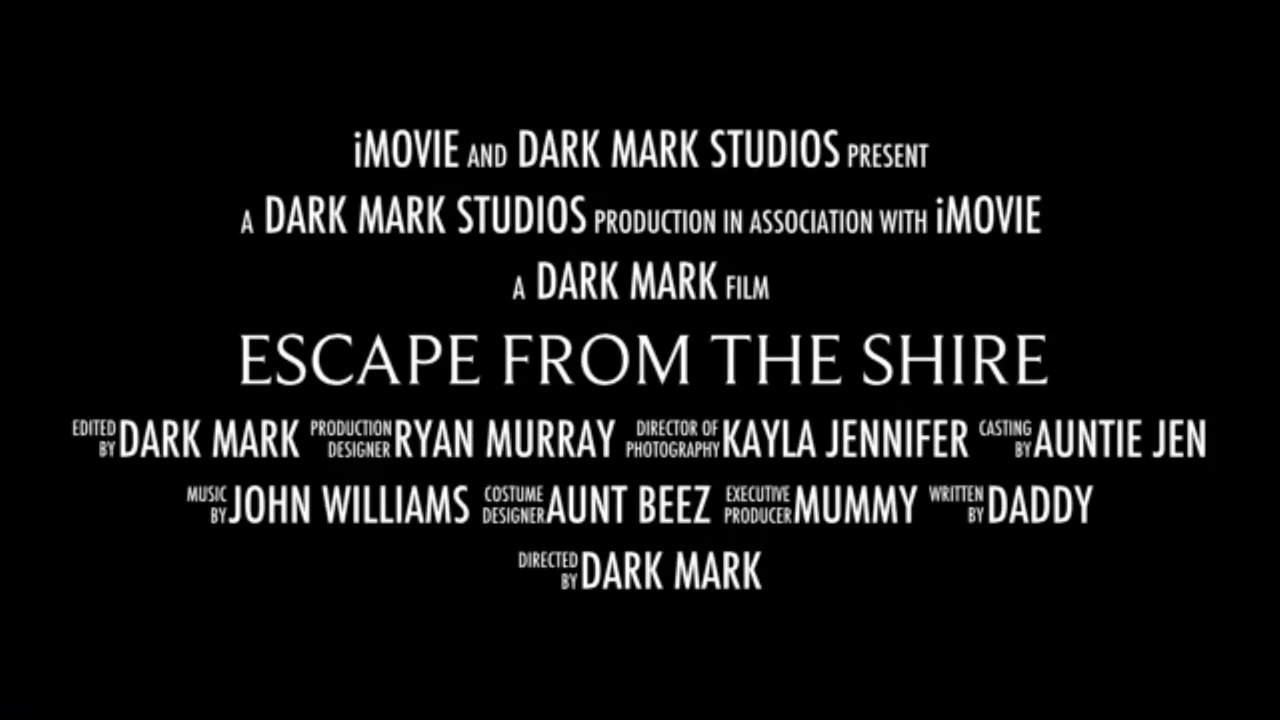 iMOVIE AND DARK MARK STUDIOS PRESENT
A DARK MARK STUDIOS PRODUCTION IN ASSOCIATION WITH iMOVIE
A DARK MARK FILM
ESCAPE FROM THE SHIRE
EDITED BY DARK MARK PRODUCTION DESIGNER RYAN MURRAY DIRECTOR OF PHOTOGRAPHY KAYLA JENNIFER CASTING BY AUNTIE JEN
MUSIC BY JOHN WILLIAMS COSTUME DESIGNER AUNT BEEZ EXECUTIVE PRODUCER MUMMY WRITTEN BY DADDY
DIRECTED BY DARK MARK